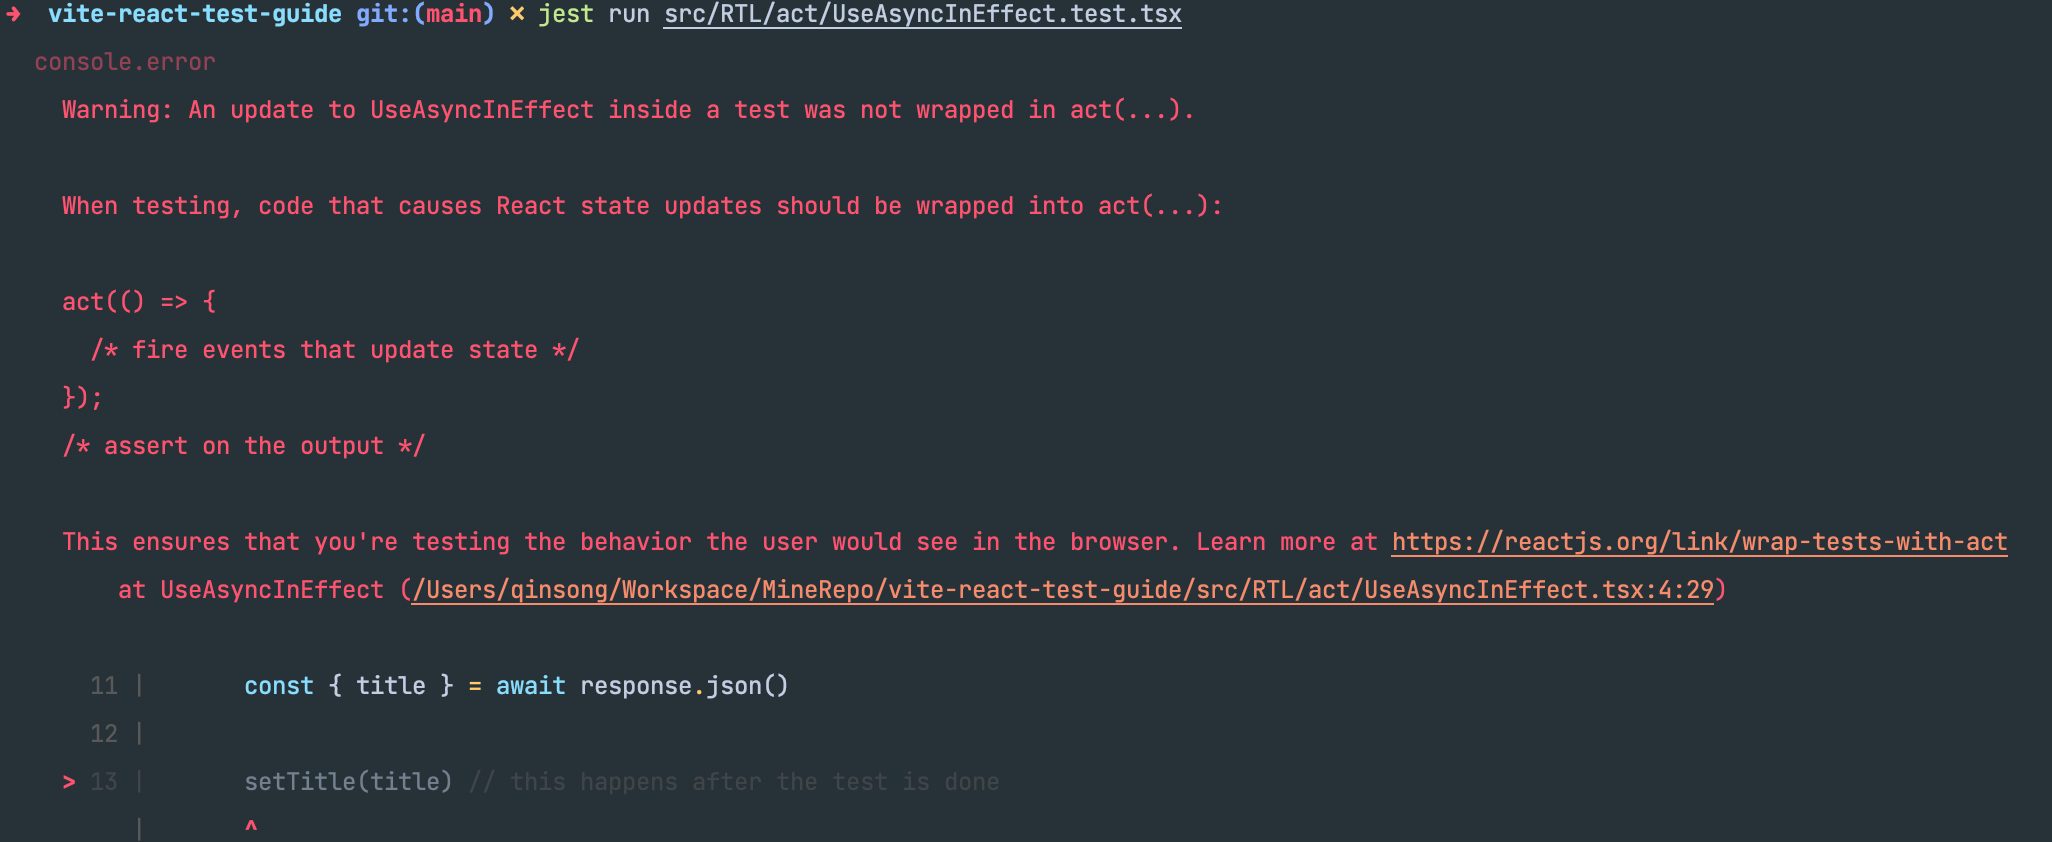 ➜ vite-react-test-guide git:(main) ✗ jest run src/RTL/act/UseAsyncInEffect.test.tsx
console.error
Warning: An update to UseAsyncInEffect inside a test was not wrapped in act(...).
When testing, code that causes React state updates should be wrapped into act(...):
act(() => {
/* fire events that update state */
});
/* assert on the output */
This ensures that you're testing the behavior the user would see in the browser. Learn more at https://reactjs.org/link/wrap-tests-with-act
at UseAsyncInEffect (/Users/qinsong/Workspace/MineRepo/vite-react-test-guide/src/RTL/act/UseAsyncInEffect.tsx:4:29)
11 | const { title } = await response.json()
12 |
> 13 | setTitle(title) // this happens after the test is done
| ^